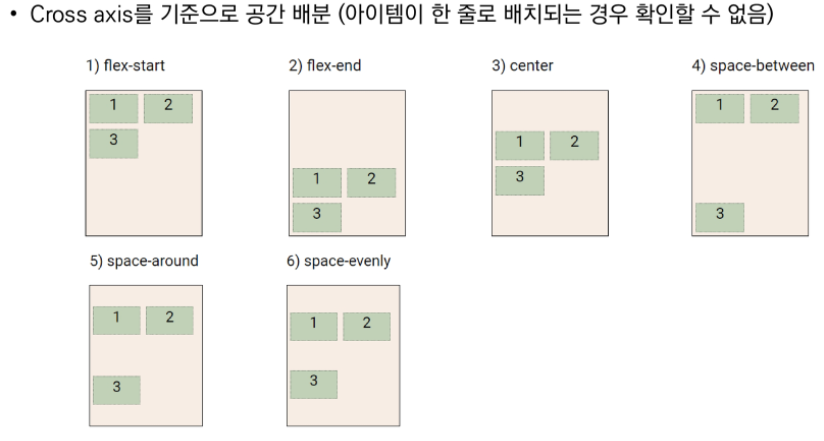 • Cross axis를 기준으로 공간 배분 (아이템이 한 줄로 배치되는 경우 확인할 수 없음)
1) flex-start
1 2
3
2) flex-end
1 2
3
3) center
1 2
3
4) space-between
1 2
3
5) space-around
1 2
3
6) space-evenly
1 2
3